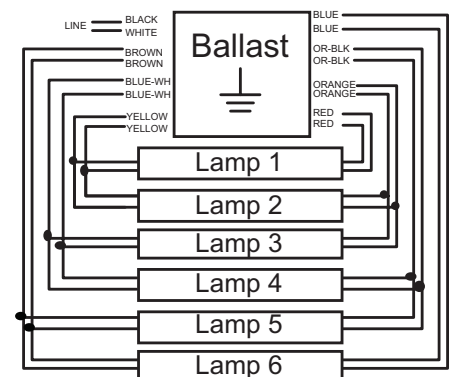 LINE
BLACK
WHITE
BROWN
BROWN
BLUE-WH
BLUE-WH
YELLOW
YELLOW
Ballast
BLUE
BLUE
OR-BLK
OR-BLK
ORANGE
ORANGE
RED
RED
Lamp 1
Lamp 2
Lamp 3
Lamp 4
Lamp 5
Lamp 6